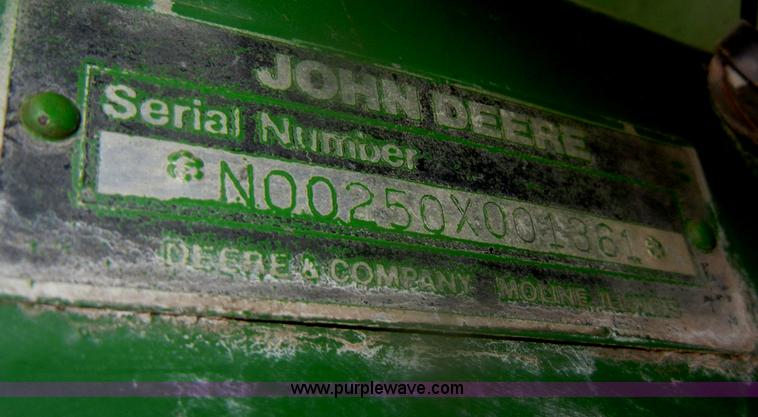 JOHN DEERE
Serial Number
*N00250X001361*
DEERE & COMPANY MOLINE, ILLINOIS
www.purplewave.com